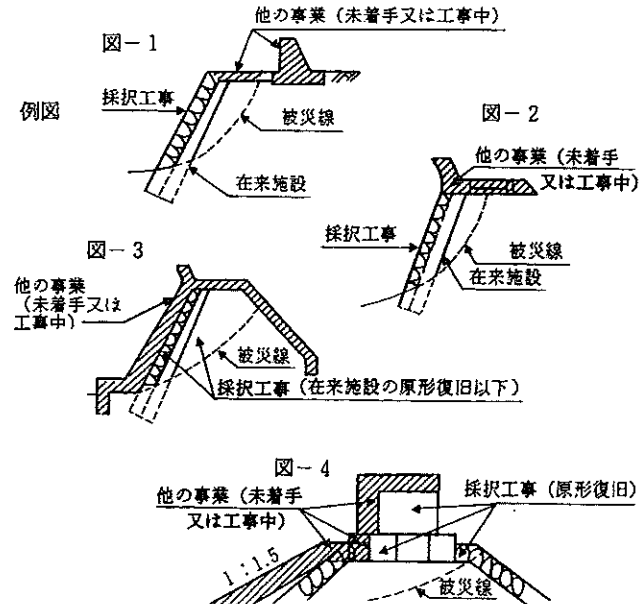 他の事業（未着手又は工事中）
図－1
採択工事
例図
被災線
在来施設
図－2
他の事業（未着手
又は工事中）
採択工事
被災線
在来施設
図－3
他の事業
（未着手又は
工事中）
被災線
採択工事（在来施設の原形復旧以下）
図－4
他の事業（未着手
又は工事中）
採択工事（原形復旧）
1：1.5
被災線